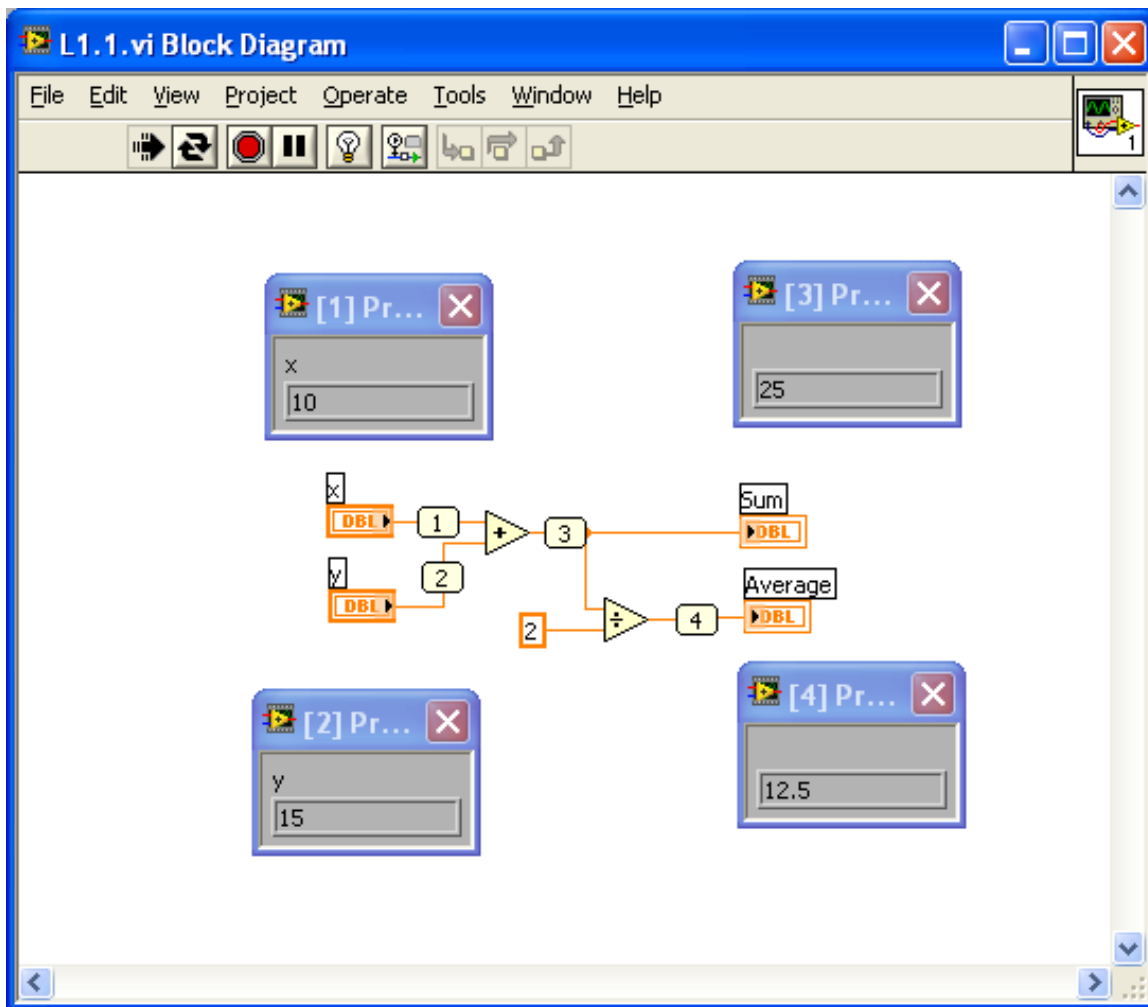 L1.1.vi Block Diagram
File Edit View Project Operate Tools Window Help
1
[1] Pr...
x
10
[3] Pr...
25
x
DBL
1
+
3
Sum
DBL
y
DBL
2
2
÷
4
Average
DBL
[2] Pr...
y
15
[4] Pr...
12.5